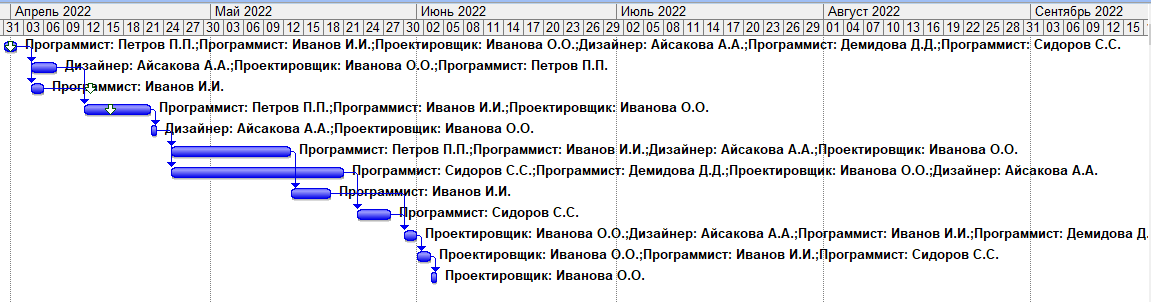 Апрель 2022 Май 2022 Июнь 2022 Июль 2022 Август 2022 Сентябрь 2022
31 03 06 09 12 15 18 21 24 27 30 03 06 09 12 15 18 21 24 27 30 02 05 08 11 14 17 20 23 26 29 02 05 08 11 14 17 20 23 26 29 01 04 07 10 13 16 19 22 25 28 31 03 06 09 12 15
Программист: Петров П.П.;Программист: Иванов И.И.;Проектировщик: Иванова О.О.;Дизайнер: Айсакова А.А.;Программист: Демидова Д.Д.;Программист: Сидоров С.С.
Дизайнер: Айсакова А.А.;Проектировщик: Иванова О.О.;Программист: Петров П.П.
Программист: Иванов И.И.
Программист: Петров П.П.;Программист: Иванов И.И.;Проектировщик: Иванова О.О.
Дизайнер: Айсакова А.А.;Проектировщик: Иванова О.О.
Программист: Петров П.П.;Программист: Иванов И.И.;Дизайнер: Айсакова А.А.;Проектировщик: Иванова О.О.
Программист: Сидоров С.С.;Программист: Демидова Д.Д.;Проектировщик: Иванова О.О.;Дизайнер: Айсакова А.А.
Программист: Иванов И.И.
Программист: Сидоров С.С.
Проектировщик: Иванова О.О.;Дизайнер: Айсакова А.А.;Программист: Иванов И.И.;Программист: Демидова Д.
Проектировщик: Иванова О.О.;Программист: Иванов И.И.;Программист: Сидоров С.С.
Проектировщик: Иванова О.О.